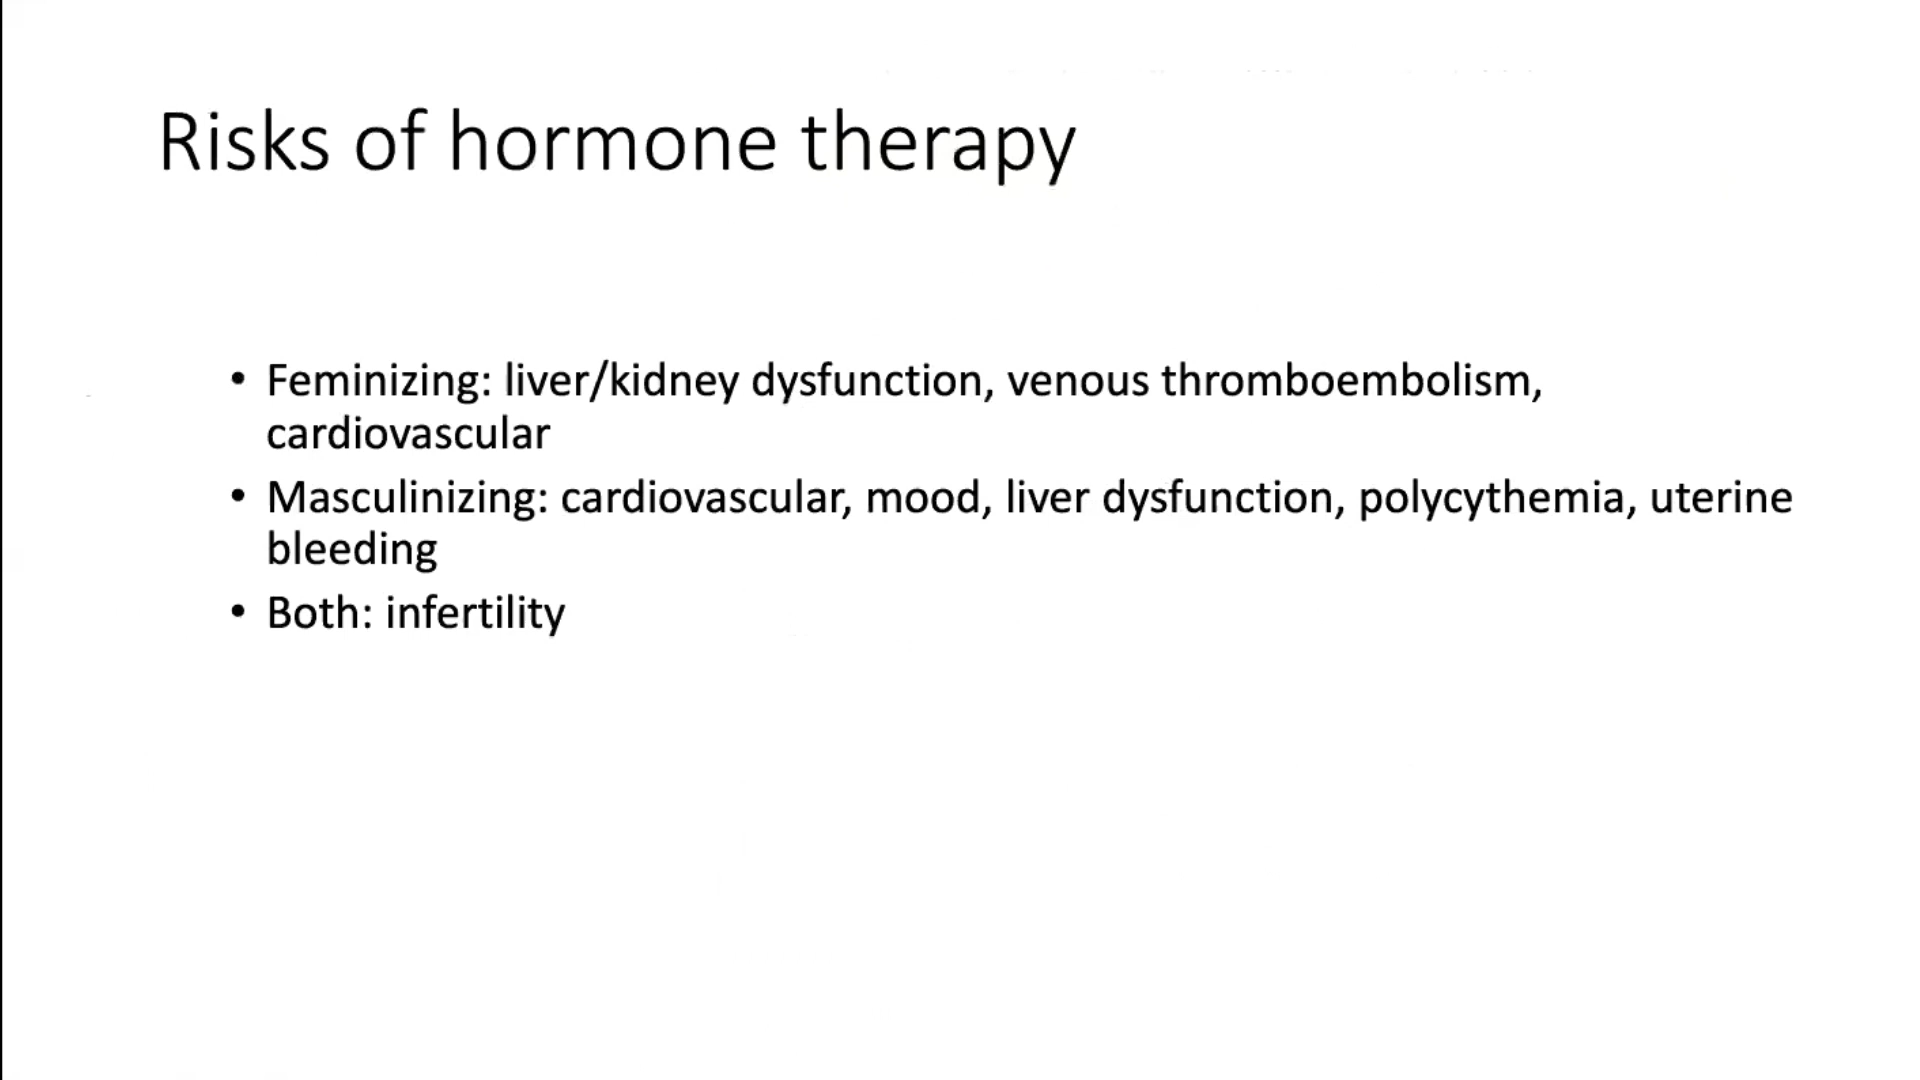 Risks of hormone therapy
• Feminizing: liver/kidney dysfunction, venous thromboembolism,
cardiovascular
• Masculinizing: cardiovascular, mood, liver dysfunction, polycythemia, uterine
bleeding
• Both: infertility